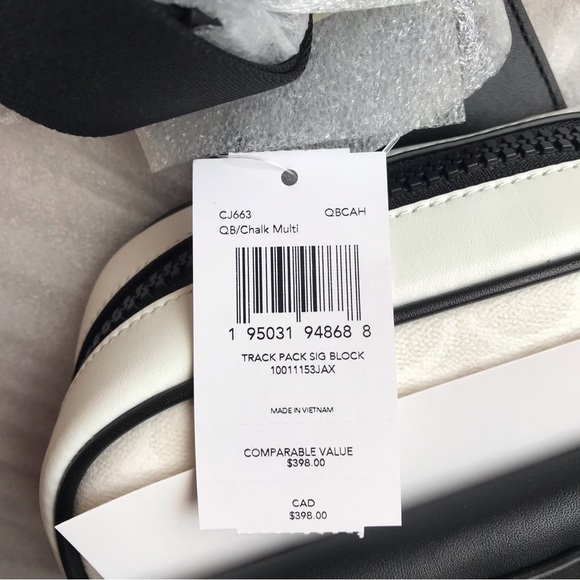 CJ663 QBCAH
QB/Chalk Multi
1 95031 94868 8
TRACK PACK SIG BLOCK
10011153JAX
MADE IN VIETNAM
COMPARABLE VALUE
$398.00
CAD
$398.00